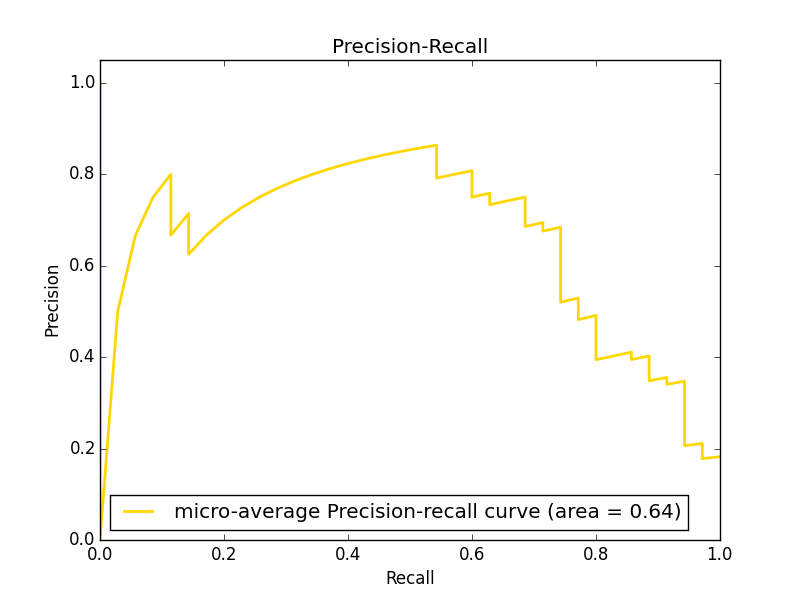 Precision-Recall
1.0
0.8
0.6
0.4
0.2
0.0
Precision
micro-average Precision-recall curve (area = 0.64)
0.0 0.2 0.4 0.6 0.8 1.0
Recall